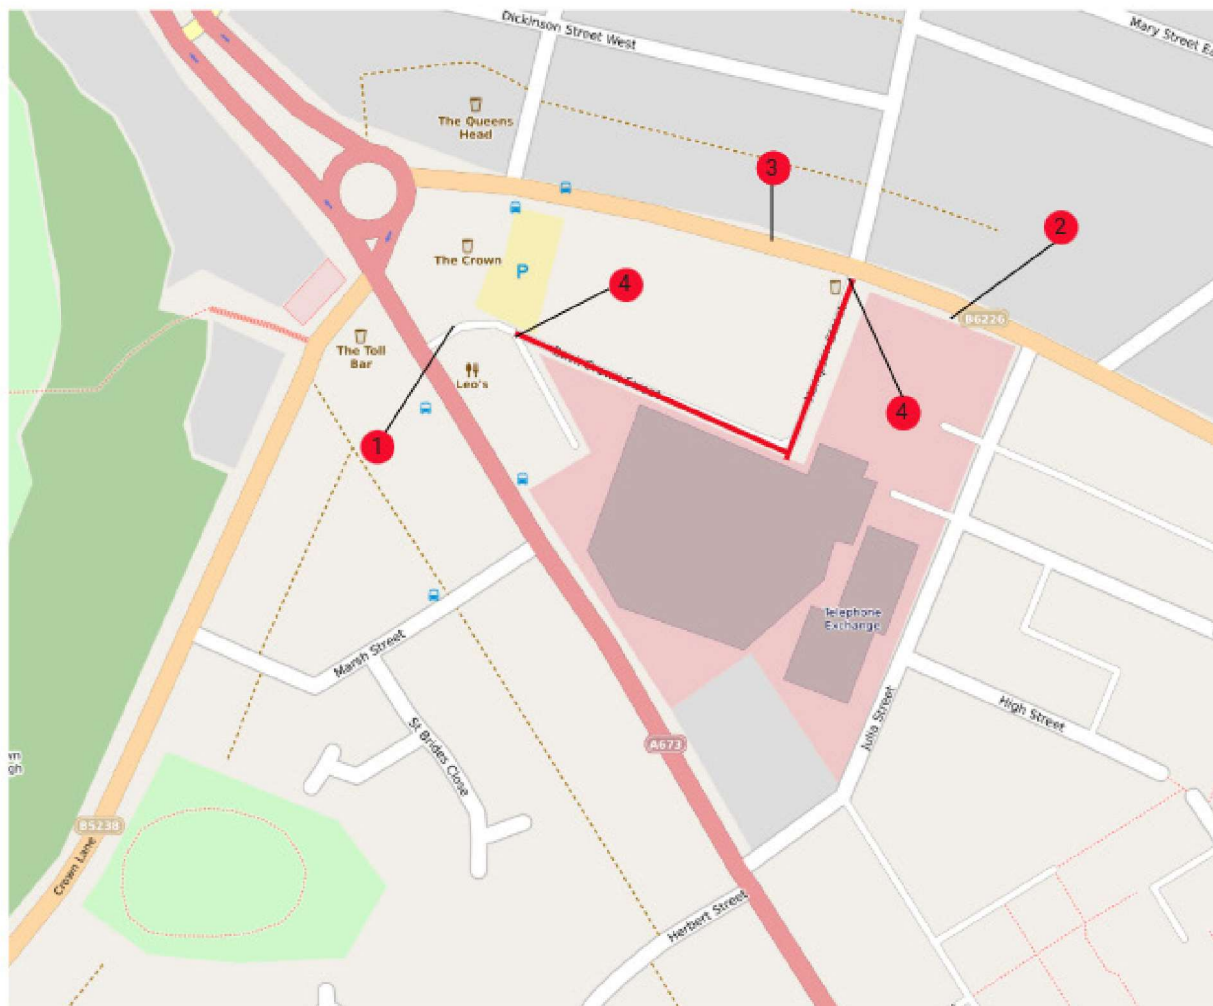 Dickinson Street West
Mary Street Ea
The Queens
Head
3
2
The Crown
P
4
B6226
The Toll
Bar
Leo's
4
1
Telephone
Exchange
Marsh Street
High Street
Julia Street
St Brides Close
A673
B5238
Crown Lane
Herbert Street